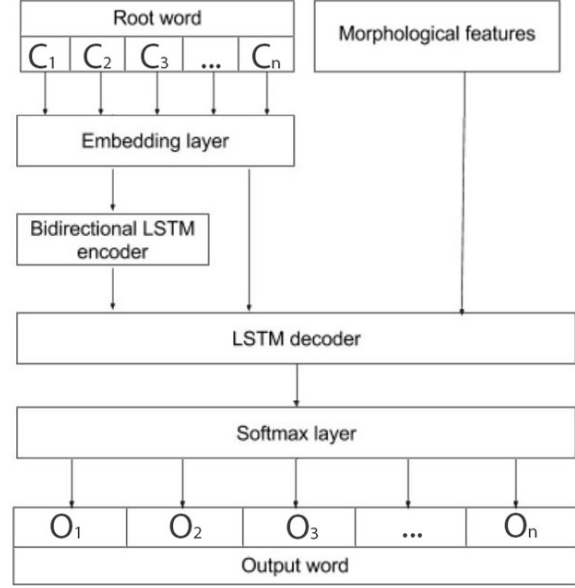 Root word
Morphological features
C₁ C₂ C₃ ... Cₙ
Embedding layer
Bidirectional LSTM
encoder
LSTM decoder
Softmax layer
O₁ O₂ O₃ ... Oₙ
Output word